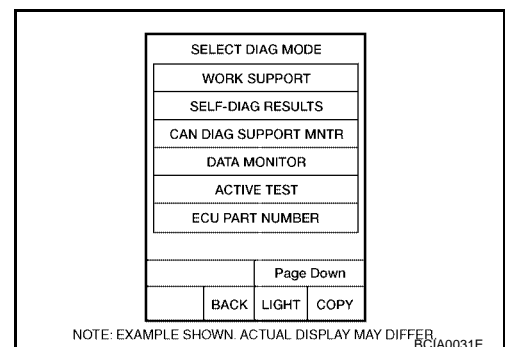 SELECT DIAG MODE
WORK SUPPORT
SELF-DIAG RESULTS
CAN DIAG SUPPORT MNTR
DATA MONITOR
ACTIVE TEST
ECU PART NUMBER
Page Down
BACK LIGHT COPY
NOTE: EXAMPLE SHOWN. ACTUAL DISPLAY MAY DIFFER.
BCIA0031E